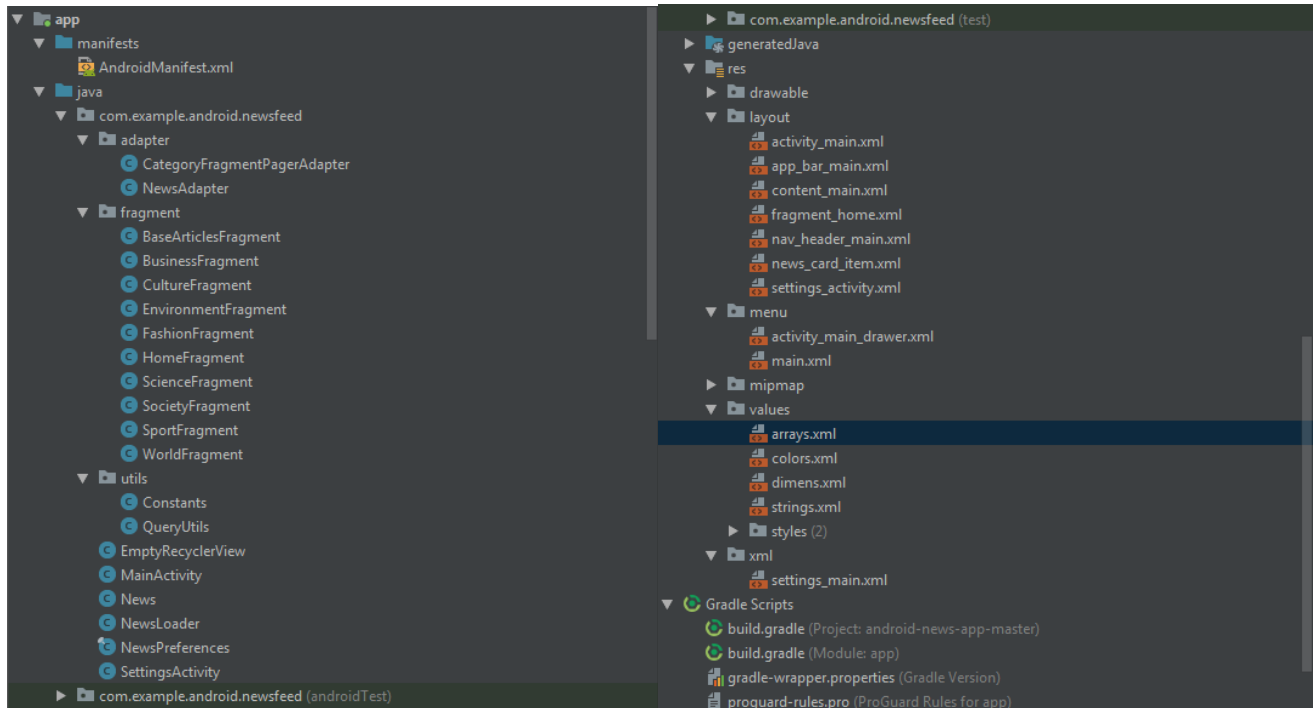 app
manifests
AndroidManifest.xml
java
com.example.android.newsfeed
adapter
CategoryFragmentPagerAdapter
NewsAdapter
fragment
BaseArticlesFragment
BusinessFragment
CultureFragment
EnvironmentFragment
FashionFragment
HomeFragment
ScienceFragment
SocietyFragment
SportFragment
WorldFragment
utils
Constants
QueryUtils
EmptyRecyclerView
MainActivity
News
NewsLoader
NewsPreferences
SettingsActivity
com.example.android.newsfeed (androidTest)
com.example.android.newsfeed (test)
generatedJava
res
drawable
layout
activity_main.xml
app_bar_main.xml
content_main.xml
fragment_home.xml
nav_header_main.xml
news_card_item.xml
settings_activity.xml
menu
activity_main_drawer.xml
main.xml
mipmap
values
arrays.xml
colors.xml
dimens.xml
strings.xml
styles (2)
xml
settings_main.xml
Gradle Scripts
build.gradle (Project: android-news-app-master)
build.gradle (Module: app)
gradle-wrapper.properties (Gradle Version)
proguard-rules.pro (ProGuard Rules for app)